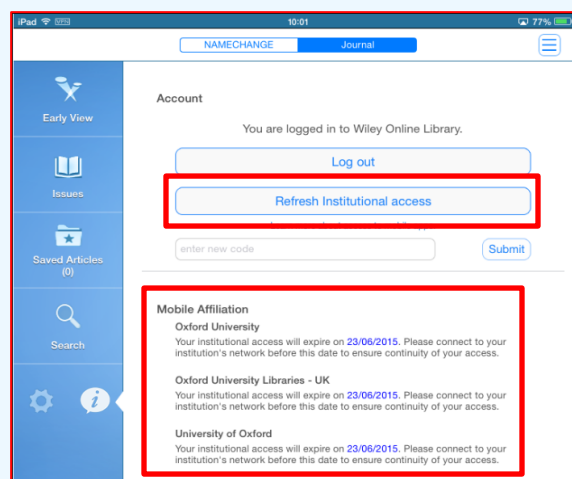 iPad VPN 10:01 77%
NAMECHANGE Journal
Early View
Issues
Saved Articles
(0)
Search
Account
You are logged in to Wiley Online Library.
Log out
Refresh Institutional access
enter new code Submit
Mobile Affiliation
Oxford University
Your institutional access will expire on 23/06/2015. Please connect to your
institution's network before this date to ensure continuity of your access.
Oxford University Libraries - UK
Your institutional access will expire on 23/06/2015. Please connect to your
institution's network before this date to ensure continuity of your access.
University of Oxford
Your institutional access will expire on 23/06/2015. Please connect to your
institution's network before this date to ensure continuity of your access.